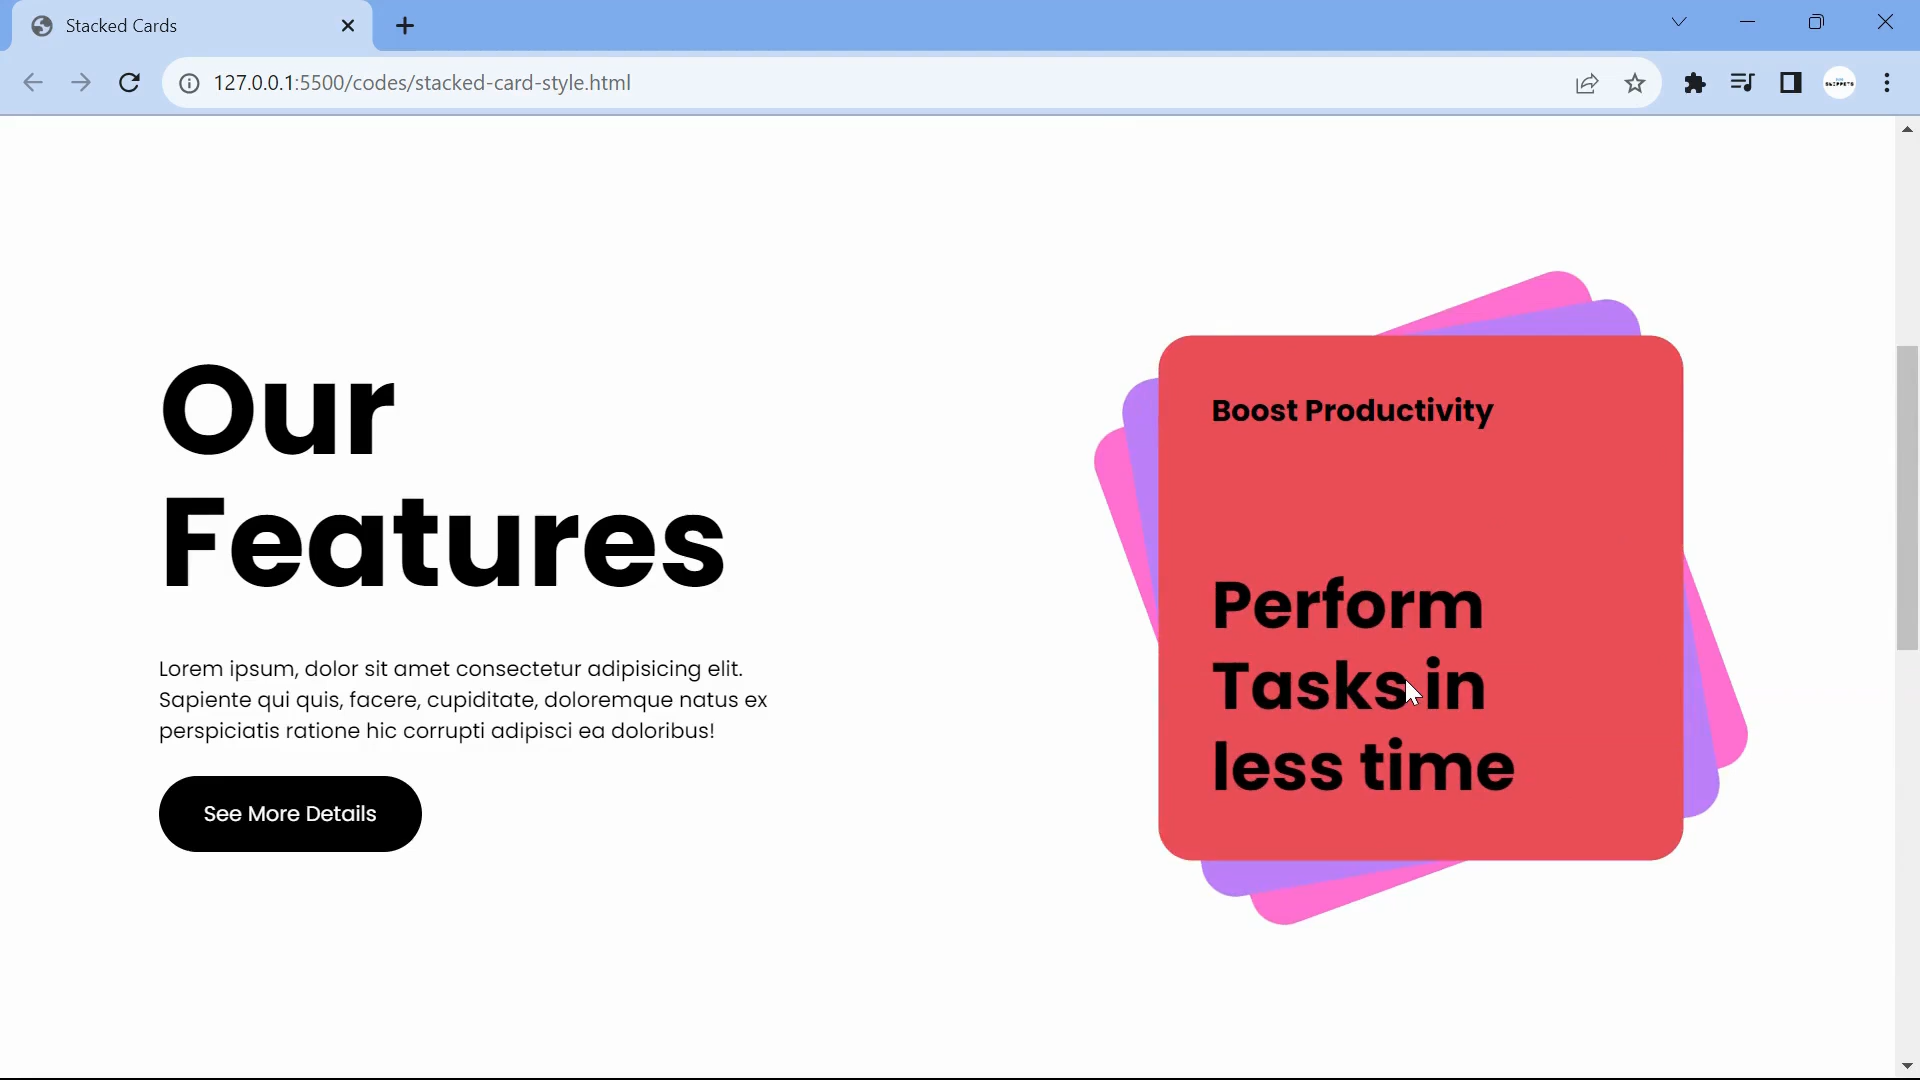 Stacked Cards
127.0.0.1:5500/codes/stacked-card-style.html
Our
Features
Lorem ipsum, dolor sit amet consectetur adipisicing elit.
Sapiente qui quis, facere, cupiditate, doloremque natus ex
perspiciatis ratione hic corrupti adipisci ea doloribus!
See More Details
Boost Productivity
Perform
Tasks in
less time